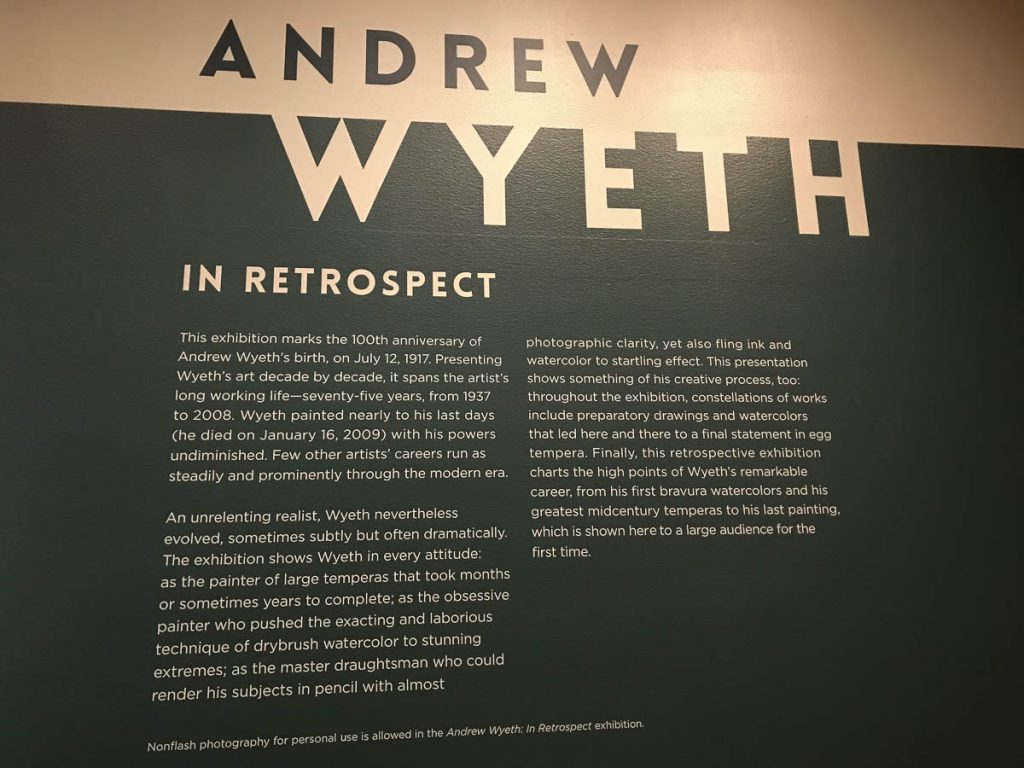 ANDREW
WYETH
IN RETROSPECT
This exhibition marks the 100th anniversary of
Andrew Wyeth's birth, on July 12, 1917. Presenting
Wyeth's art decade by decade, it spans the artist's
long working life—seventy-five years, from 1937
to 2008. Wyeth painted nearly to his last days
(he died on January 16, 2009) with his powers
undiminished. Few other artists' careers run as
steadily and prominently through the modern era.
An unrelenting realist, Wyeth nevertheless
evolved, sometimes subtly but often dramatically.
The exhibition shows Wyeth in every attitude:
as the painter of large temperas that took months
or sometimes years to complete; as the obsessive
painter who pushed the exacting and laborious
technique of drybrush watercolor to stunning
extremes; as the master draughtsman who could
render his subjects in pencil with almost
photographic clarity, yet also fling ink and
watercolor to startling effect. This presentation
shows something of his creative process, too:
throughout the exhibition, constellations of works
include preparatory drawings and watercolors
that led here and there to a final statement in egg
tempera. Finally, this retrospective exhibition
charts the high points of Wyeth's remarkable
career, from his first bravura watercolors and his
greatest midcentury temperas to his last painting,
which is shown here to a large audience for the
first time.
Nonflash photography for personal use is allowed in the Andrew Wyeth: In Retrospect exhibition.